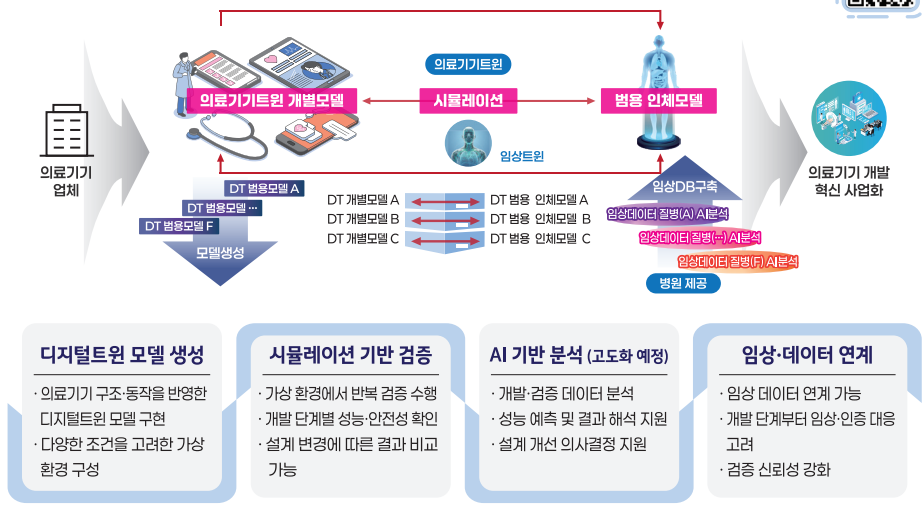 의료기기트윈
의료기기트윈 개별모델
시뮬레이션
범용 인체모델
임상트윈
의료기기
업체
의료기기 개발
혁신 사업화
DT 범용모델 A
DT 범용모델 ···
DT 범용모델 F
모델생성
DT 개별모델 A
DT 범용 인체모델 A
DT 개별모델 B
DT 범용 인체모델 B
DT 개별모델 C
DT 범용 인체모델 C
임상DB구축
임상데이터 질병(A) AI분석
임상데이터 질병(···) AI분석
임상데이터 질병(F) AI분석
병원 제공
디지털트윈 모델 생성
· 의료기기 구조·동작을 반영한
디지털트윈 모델 구현
· 다양한 조건을 고려한 가상
환경 구성
시뮬레이션 기반 검증
· 가상 환경에서 반복 검증 수행
· 개발 단계별 성능·안전성 확인
· 설계 변경에 따른 결과 비교
가능
AI 기반 분석 (고도화 예정)
· 개발·검증 데이터 분석
· 성능 예측 및 결과 해석 지원
· 설계 개선 의사결정 지원
임상·데이터 연계
· 임상 데이터 연계 가능
· 개발 단계부터 임상·인증 대응
고려
· 검증 신뢰성 강화